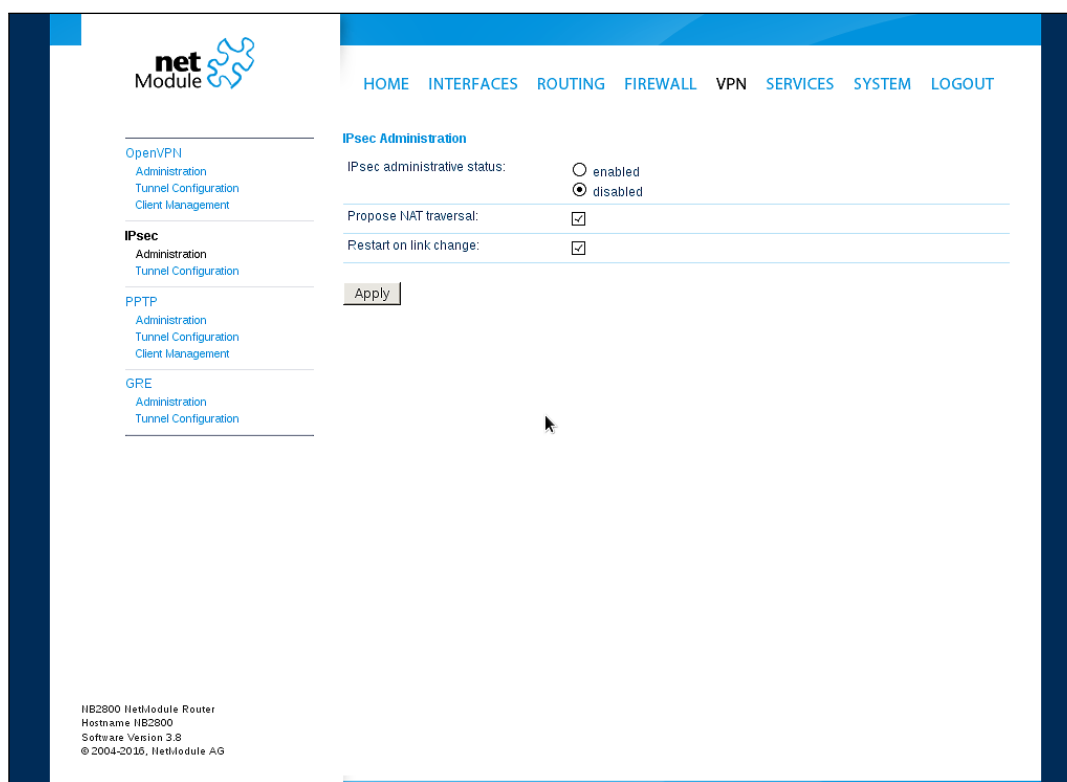 net
Module
HOME INTERFACES ROUTING FIREWALL VPN SERVICES SYSTEM LOGOUT
OpenVPN
Administration
Tunnel Configuration
Client Management
IPsec
Administration
Tunnel Configuration
PPTP
Administration
Tunnel Configuration
Client Management
GRE
Administration
Tunnel Configuration
IPsec Administration
IPsec administrative status:
enabled
disabled
Propose NAT traversal:
Restart on link change:
Apply
NB2800 NetModule Router
Hostname NB2800
Software Version 3.8
© 2004-2016, NetModule AG